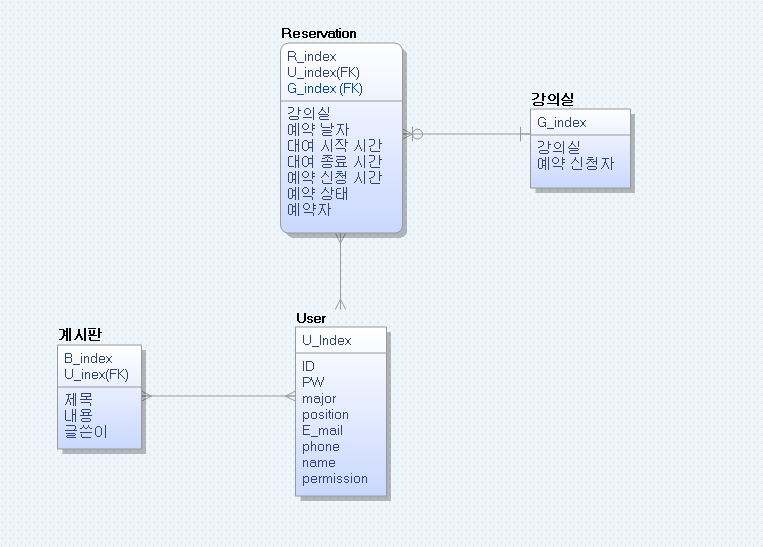 Reservation
R_index
U_index(FK)
G_index (FK)
강의실
예약 날자
대여 시작 시간
대여 종료 시간
예약 신청 시간
예약 상태
예약자
강의실
G_index
강의실
예약 신청자
User
U_Index
ID
PW
major
position
E_mail
phone
name
permission
계시판
B_index
U_inex(FK)
제목
내용
글쓴이